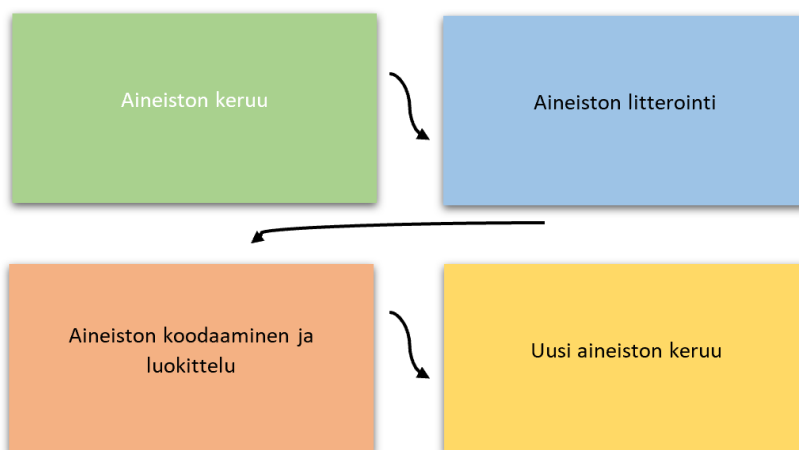 Aineiston keruu
Aineiston litterointi
Aineiston koodaaminen ja
luokittelu
Uusi aineiston keruu